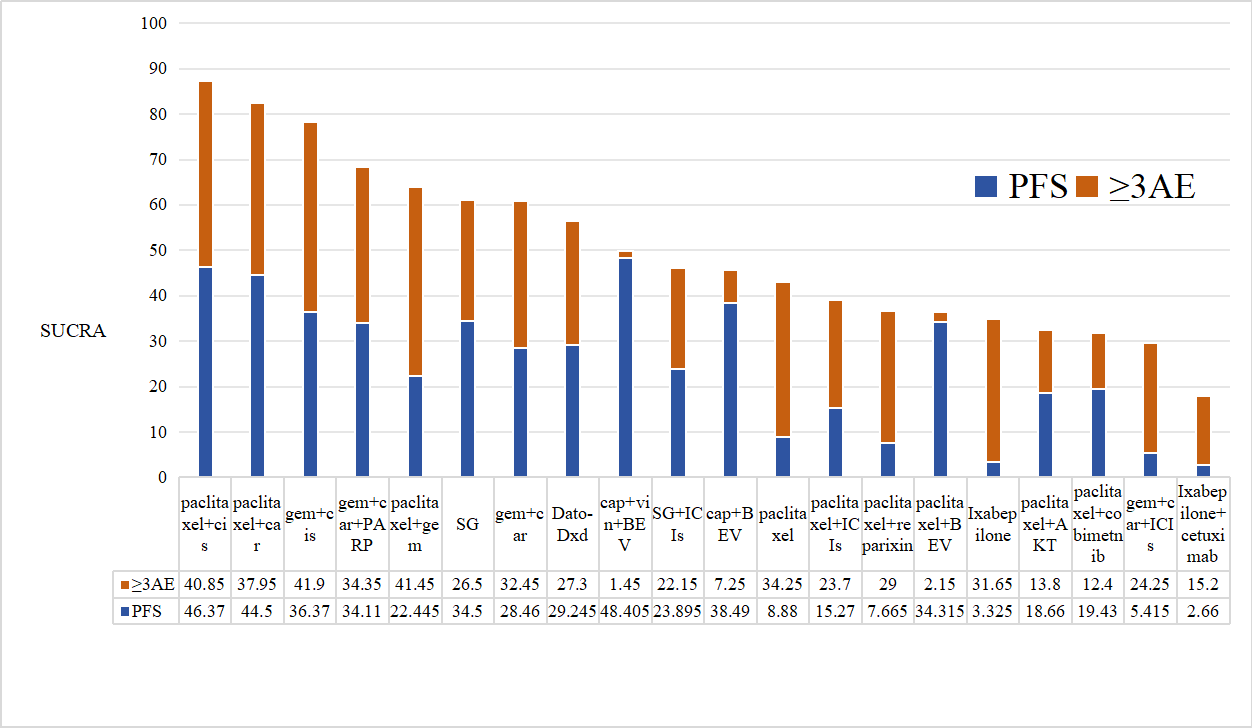 100
90
80
70
60
50
40
30
20
10
0
SUCRA
PFS ≥3AE
paclita
xel+ci
s
paclita
xel+ca
r
gem+c
is
gem+c
ar+PA
RP
paclita
xel+ge
m
SG
gem+c
ar
Dato-
Dxd
cap+vi
n+BE
V
SG+IC
Is
cap+B
EV
paclita
xel
paclita
xel+IC
Is
paclita
xel+re
parixin
paclita
xel+B
EV
Ixabe
pilone
paclita
xel+A
KT
paclita
xel+co
bimetn
ib
gem+c
ar+ICI
s
Ixabep
ilone+
cetuxi
mab
≥3AE 40.85 37.95 41.9 34.35 41.45 26.5 32.45 27.3 1.45 22.15 7.25 34.25 23.7 29 2.15 31.65 13.8 12.4 24.25 15.2
PFS 46.37 44.5 36.37 34.11 22.445 34.5 28.46 29.245 48.405 23.895 38.49 8.88 15.27 7.665 34.315 3.325 18.66 19.43 5.415 2.66